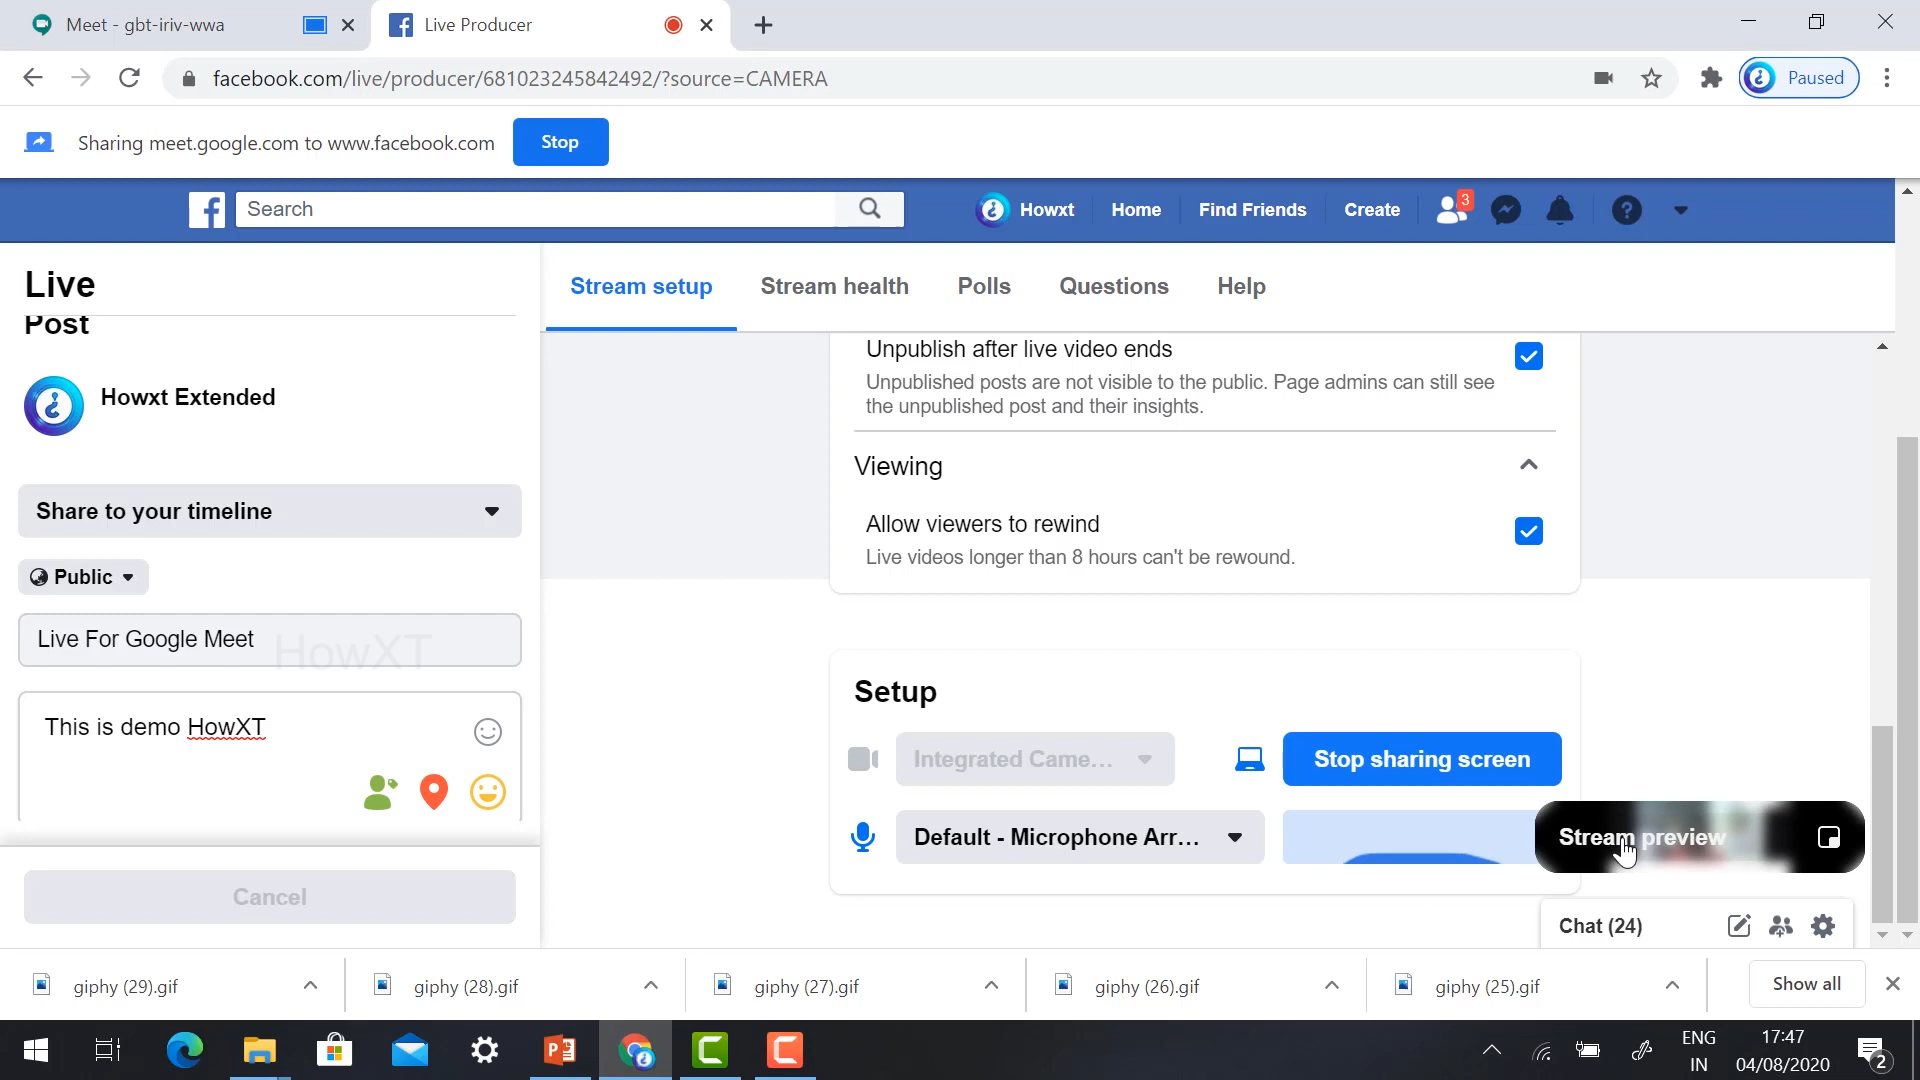 Meet - gbt-iriv-wwa
Live Producer
facebook.com/live/producer/681023245842492/?source=CAMERA
Paused
Sharing meet.google.com to www.facebook.com
Stop
Search
Howxt
Home
Find Friends
Create
3
Live
Post
Howxt Extended
Share to your timeline
Public
Live For Google Meet
HowXT
This is demo HowXT
Cancel
Stream setup
Stream health
Polls
Questions
Help
Unpublish after live video ends
Unpublished posts are not visible to the public. Page admins can still see
the unpublished post and their insights.
Viewing
Allow viewers to rewind
Live videos longer than 8 hours can't be rewound.
Setup
Integrated Came...
Stop sharing screen
Default - Microphone Arr...
Stream preview
Chat (24)
giphy (29).gif
giphy (28).gif
giphy (27).gif
giphy (26).gif
giphy (25).gif
Show all
ENG
IN
17:47
04/08/2020
2